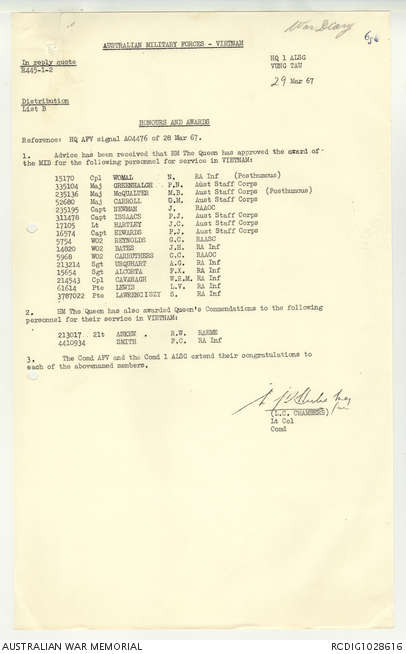 War Diary
AUSTRALIAN MILITARY FORCES - VIETNAM
In reply quote
R445-1-2
HQ 1 ALSG
VUNG TAU
29 Mar 67
Distribution
List B
HONOURS AND AWARDS
Reference: HQ AFV signal AO4476 of 28 Mar 67.
1. Advice has been received that HM The Queen has approved the award of
the MID for the following personnel for service in VIETNAM:
15170 Cpl WOMAL N. RA Inf (Posthumous)
335104 Maj GREENHALGH P.N. Aust Staff Corps
235136 Maj McQUALTER M.B. Aust Staff Corps (Posthumous)
52680 Maj CARROLL O.M. Aust Staff Corps
235195 Capt NEWMAN J. RAAOC
311478 Capt ISSAACS P.J. Aust Staff Corps
17105 Lt HARTLEY J.C. Aust Staff Corps
16574 Capt EDWARDS P.J. Aust Staff Corps
5754 WO2 REYNOLDS G.C. RAASC
14820 WO2 BATES J.H. RA Inf
5968 WO2 CARRUTHERS C.C. RAAOC
213214 Sgt URQUHART A.G. RA Inf
15654 Sgt ALCORTA F.X. RA Inf
214543 Cpl CAVANAGH W.R.M. RA Inf
61614 Pte LEWIS L.V. RA Inf
3787022 Pte LAWRENCIISZY S. RA Inf
2. HM The Queen has also awarded Queen's Commendations to the following
personnel for their service in VIETNAM:
213017 2lt ASKEW . R.W. RAEME
4410934 SMITH F.C. RA Inf
3. The Comd AFV and the Comd 1 ALSG extend their congratulations to
each of the abovenamed members.
(L.C. CHAMBERS)
Lt Col
Comd
AUSTRALIAN WAR MEMORIAL
RCDIG1028616